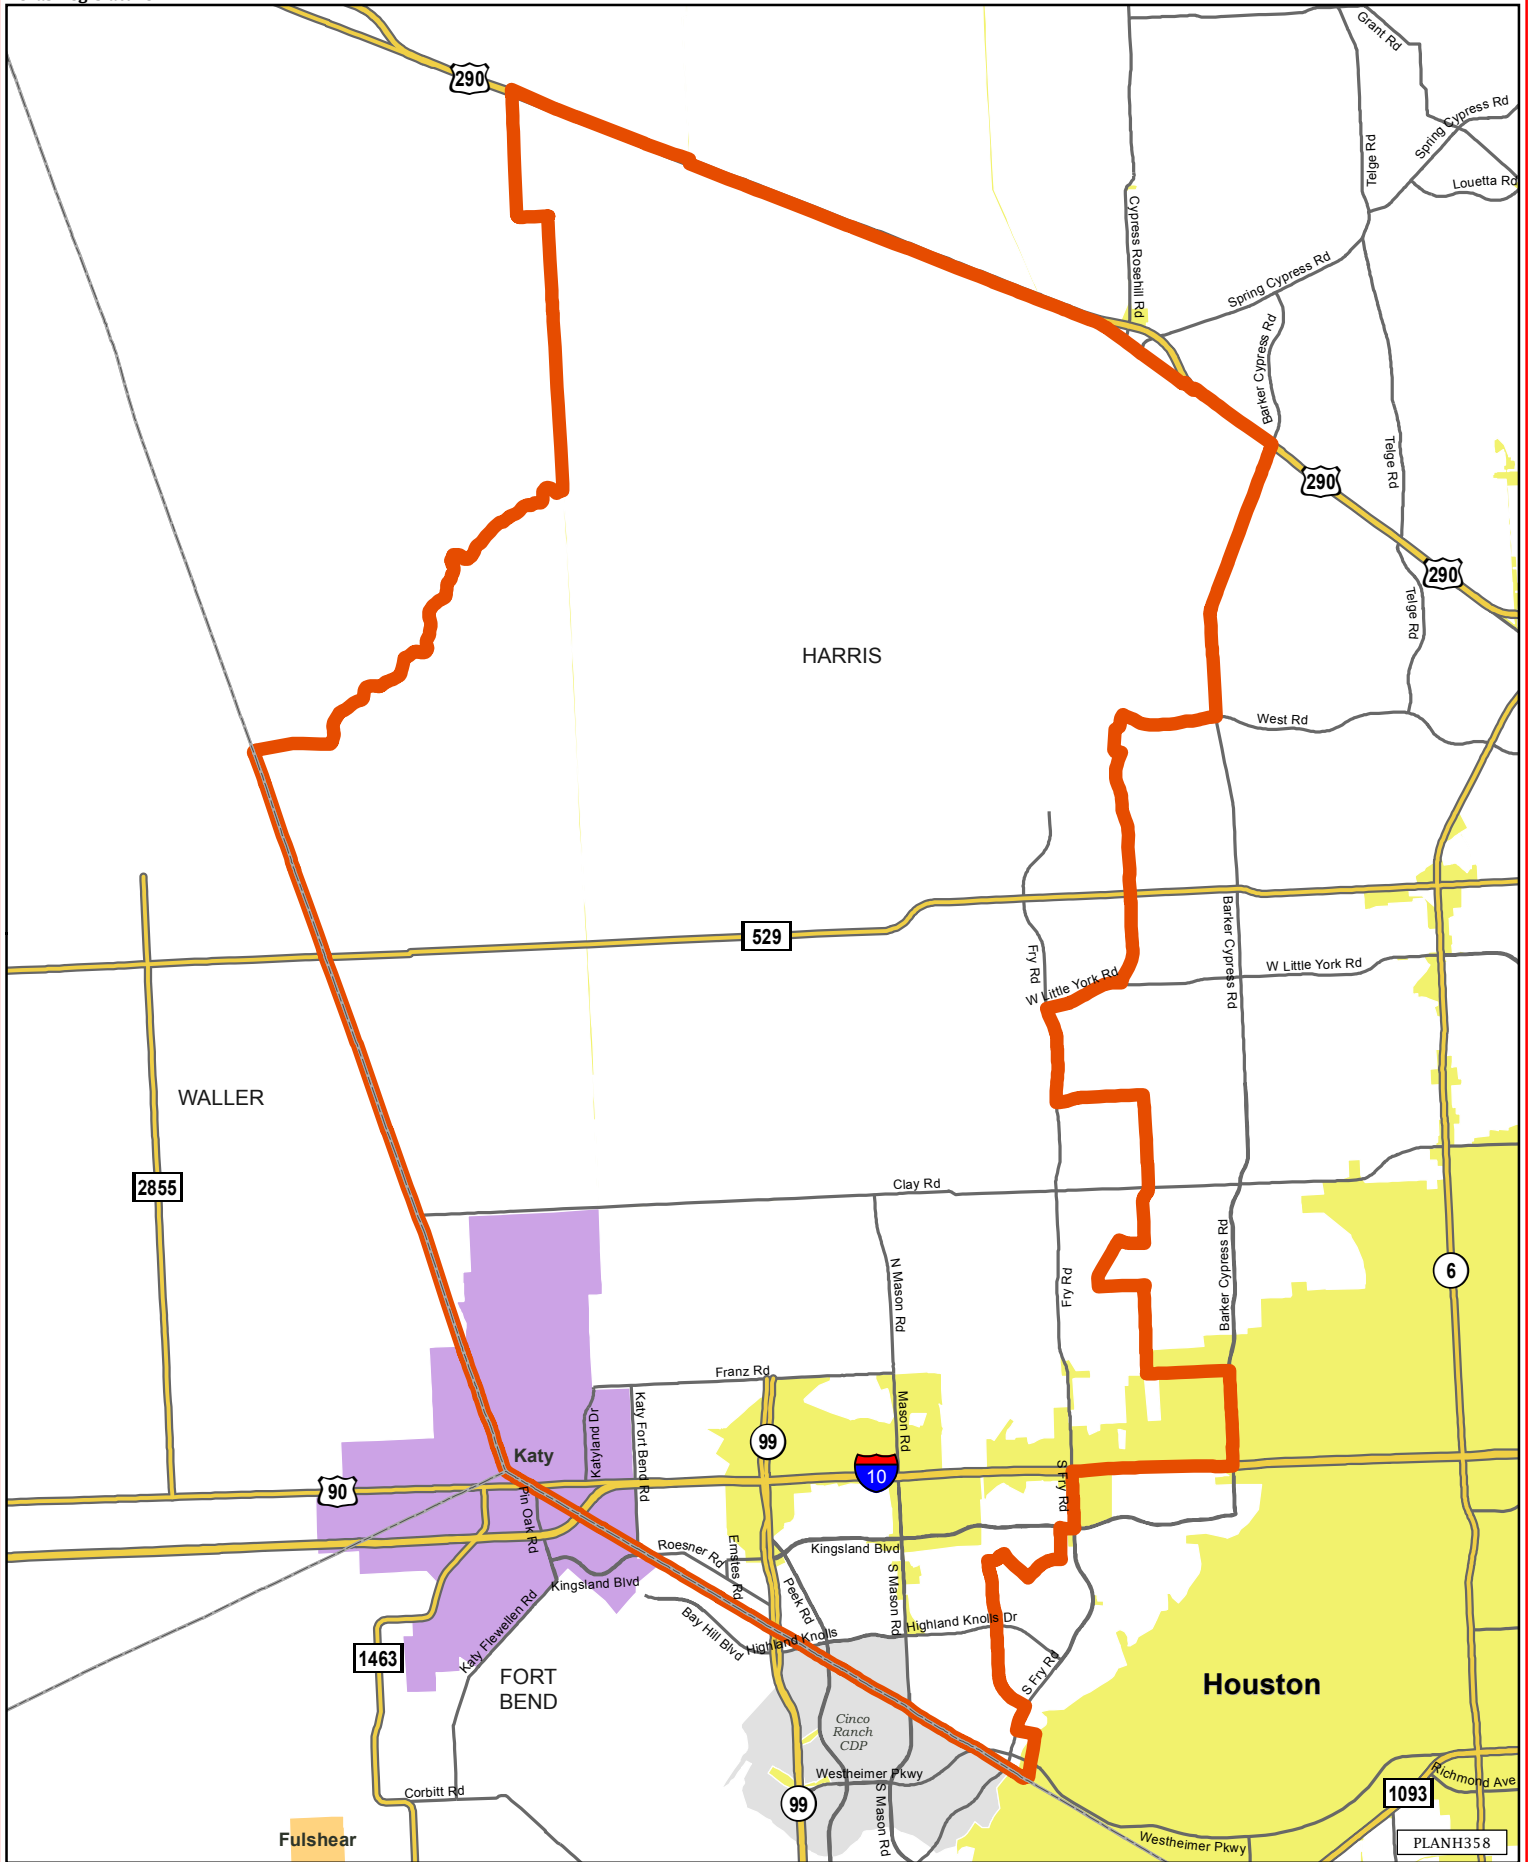 Grant Rd
290
Spring Cypress Rd
Telge Rd
Louetta Rd
Cypress Rosehill Rd
Spring Cypress Rd
Barker Cypress Rd
Telge Rd
290
290
Telge Rd
HARRIS
West Rd
529
Barker Cypress Rd
Fry Rd
W Little York Rd
W Little York Rd
WALLER
2855
Clay Rd
N Mason Rd
Fry Rd
Barker Cypress Rd
6
Franz Rd
Katyland Dr
Katy Fort Bend Rd
Mason Rd
99
Katy
10
S Fry Rd
90
Pin Oak Rd
Roesner Rd
Kingsland Blvd
Kingsland Blvd
Peek Rd
S Mason Rd
Katy Flewellen Rd
Bay Hill Blvd
Highland Knolls
Highland Knolls Dr
1463
S Fry Rd
FORT
BEND
Houston
Cinco
Ranch
CDP
Westheimer Pkwy
S Mason Rd
Corbitt Rd
99
Richmond Ave
1093
Fulshear
Westheimer Pkwy
PLANH358